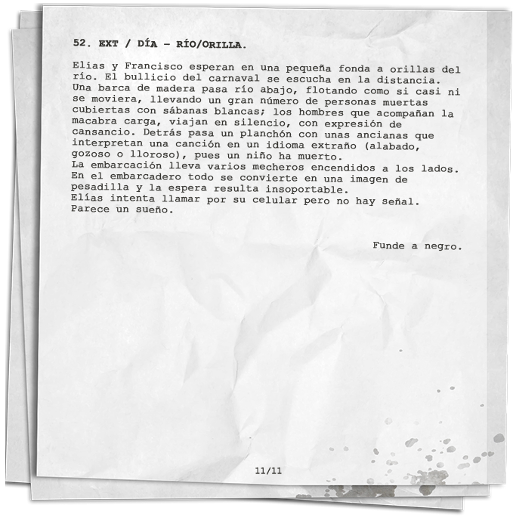 52. EXT / DÍA – RÍO/ORILLA.
Elias y Francisco esperan en una pequeña fonda a orillas del
río. El bullicio del carnaval se escucha en la distancia.
Una barca de madera pasa río abajo, flotando como si casi ni
se moviera, llevando un gran número de personas muertas
cubiertas con sábanas blancas; los hombres que acompañan la
macabra carga, viajan en silencio, con expresión de
cansancio. Detrás pasa un planchón con unas ancianas que
interpretan una canción en un idioma extraño (alabado,
gozoso o lloroso), pues un niño ha muerto.
La embarcación lleva varios mecheros encendidos a los lados.
En el embarcadero todo se convierte en una imagen de
pesadilla y la espera resulta insoportable.
Elías intenta llamar por su celular pero no hay señal.
Parece un sueño.
Funde a negro.
11/11